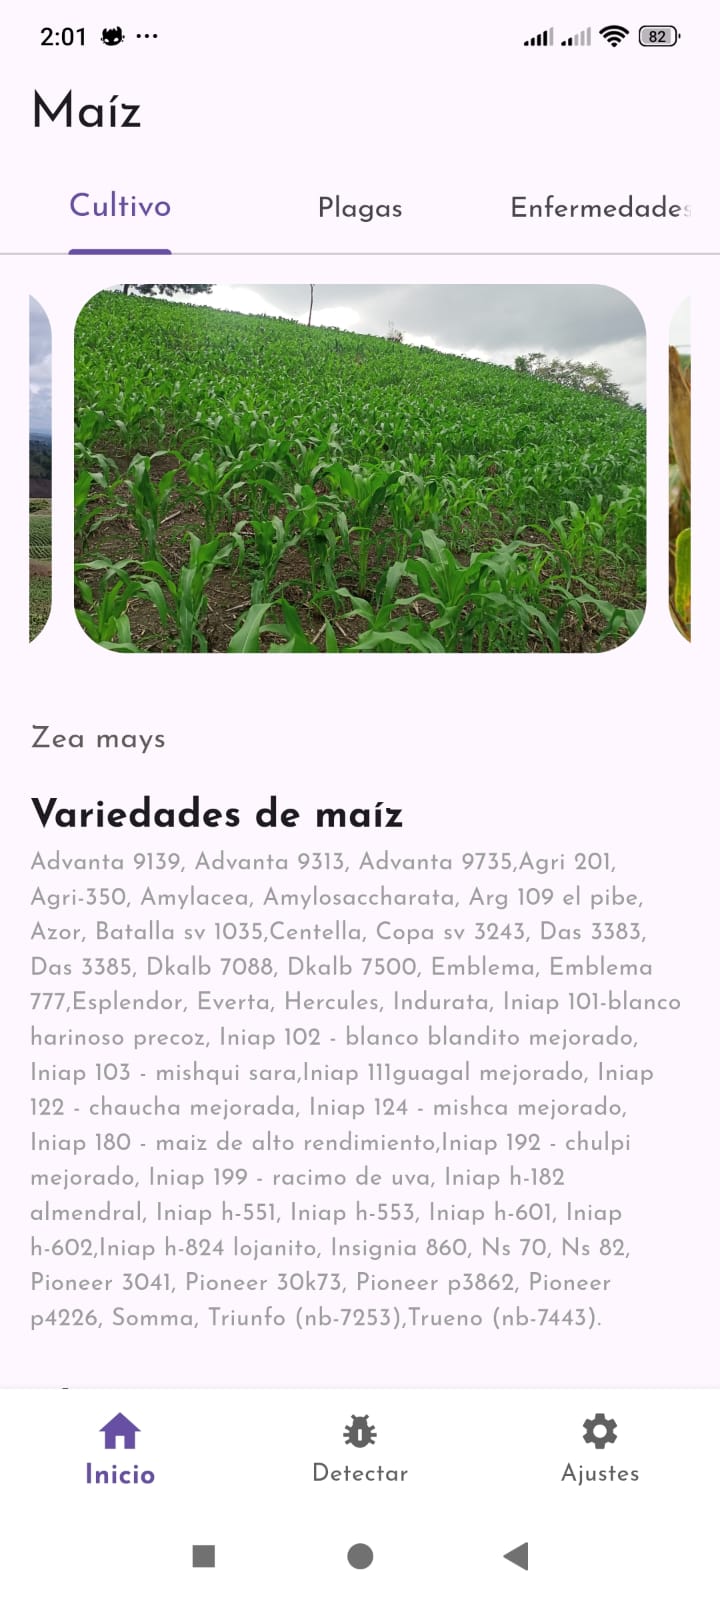 2:01
82
Maíz
Cultivo
Plagas
Enfermedades
Zea mays
Variedades de maíz
Advanta 9139, Advanta 9313, Advanta 9735,Agri 201,
Agri-350, Amylacea, Amylosaccharata, Arg 109 el pibe,
Azor, Batalla sv 1035,Centella, Copa sv 3243, Das 3383,
Das 3385, Dkalb 7088, Dkalb 7500, Emblema, Emblema
777,Esplendor, Everta, Hercules, Indurata, Iniap 101-blanco
harinoso precoz, Iniap 102 - blanco blandito mejorado,
Iniap 103 - mishqui sara,Iniap 111guagal mejorado, Iniap
122 - chaucha mejorada, Iniap 124 - mishca mejorado,
Iniap 180 - maiz de alto rendimiento,Iniap 192 - chulpi
mejorado, Iniap 199 - racimo de uva, Iniap h-182
almendral, Iniap h-551, Iniap h-553, Iniap h-601, Iniap
h-602,Iniap h-824 lojanito, Insignia 860, Ns 70, Ns 82,
Pioneer 3041, Pioneer 30k73, Pioneer p3862, Pioneer
p4226, Somma, Triunfo (nb-7253),Trueno (nb-7443).
Inicio
Detectar
Ajustes